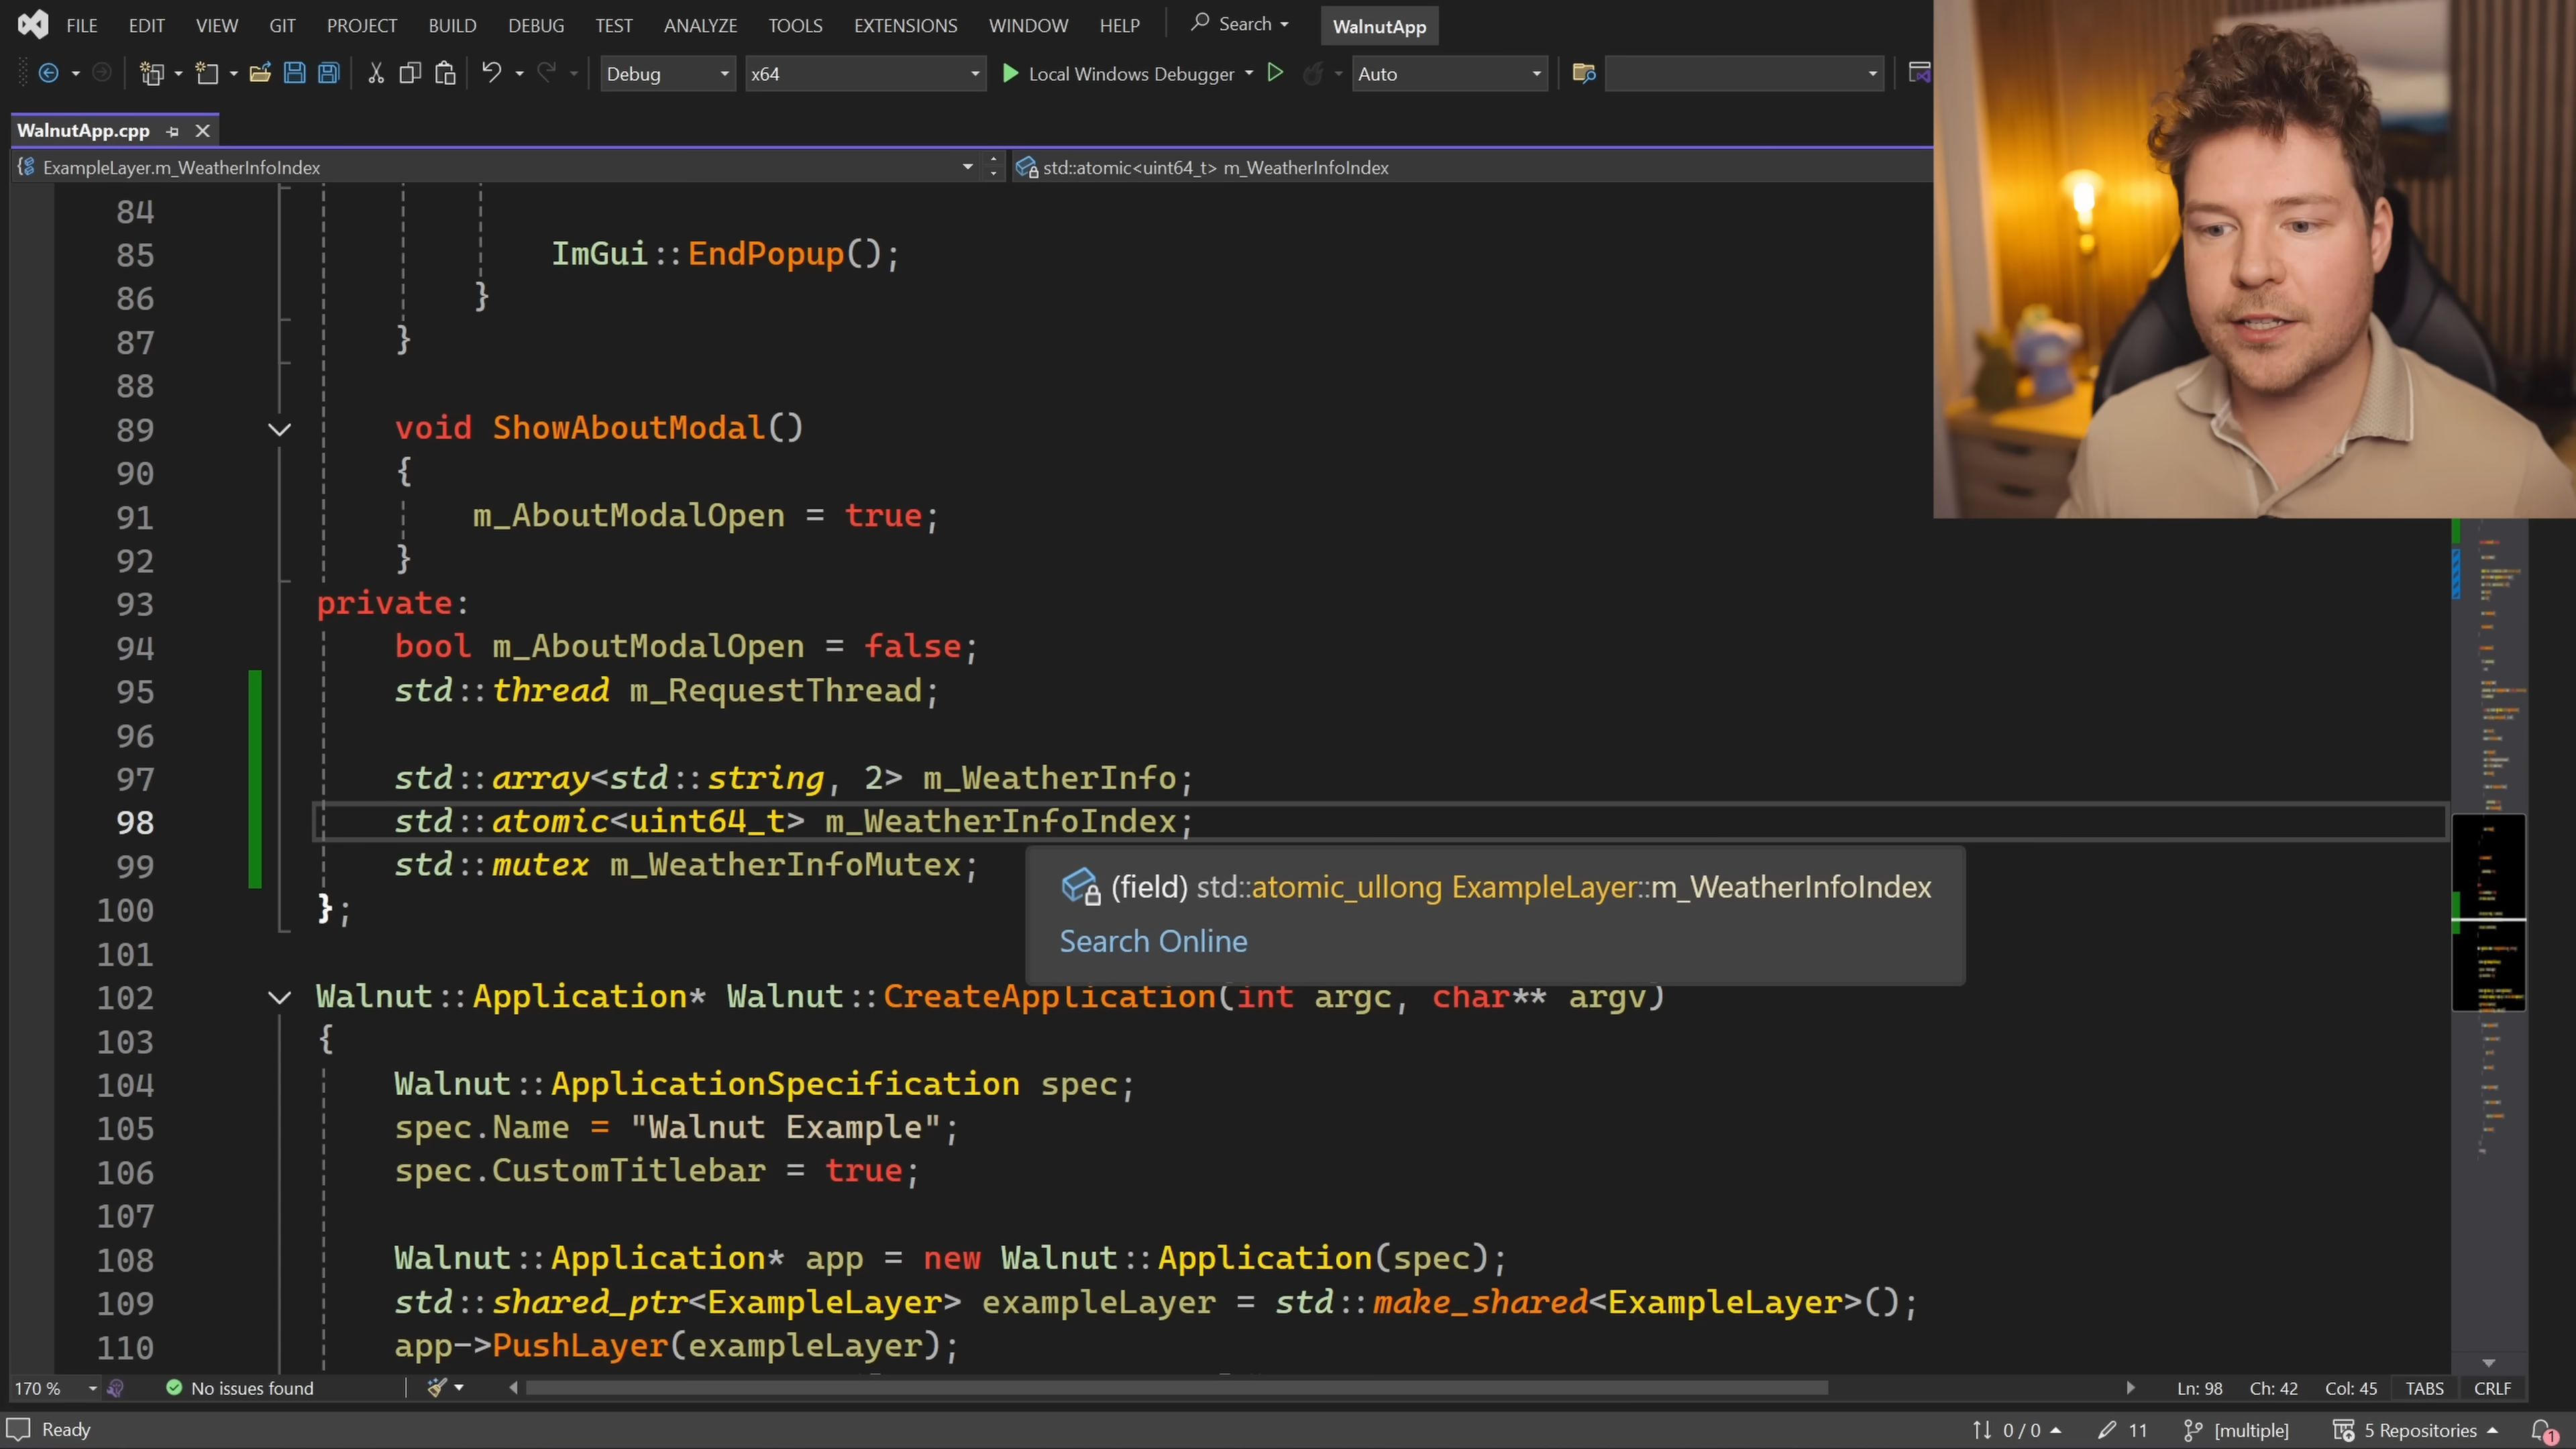 FILE EDIT VIEW GIT PROJECT BUILD DEBUG TEST ANALYZE TOOLS EXTENSIONS WINDOW HELP Search WalnutApp
Debug x64 Local Windows Debugger Auto
WalnutApp.cpp
ExampleLayer.m_WeatherInfoIndex std::atomic<uint64_t> m_WeatherInfoIndex
84
85 ImGui::EndPopup();
86 }
87 }
88
89 void ShowAboutModal()
90 {
91 m_AboutModalOpen = true;
92 }
93 private:
94 bool m_AboutModalOpen = false;
95 std::thread m_RequestThread;
96
97 std::array<std::string, 2> m_WeatherInfo;
98 std::atomic<uint64_t> m_WeatherInfoIndex;
99 std::mutex m_WeatherInfoMutex;
(field) std::atomic_ullong ExampleLayer::m_WeatherInfoIndex
Search Online
100 };
101
102 Walnut::Application* Walnut::CreateApplication(int argc, char** argv)
103 {
104 Walnut::ApplicationSpecification spec;
105 spec.Name = "Walnut Example";
106 spec.CustomTitlebar = true;
107
108 Walnut::Application* app = new Walnut::Application(spec);
109 std::shared_ptr<ExampleLayer> exampleLayer = std::make_shared<ExampleLayer>();
110 app->PushLayer(exampleLayer);
170 % No issues found Ln: 98 Ch: 42 Col: 45 TABS CRLF
Ready 0 / 0 11 [multiple] 5 Repositories 1